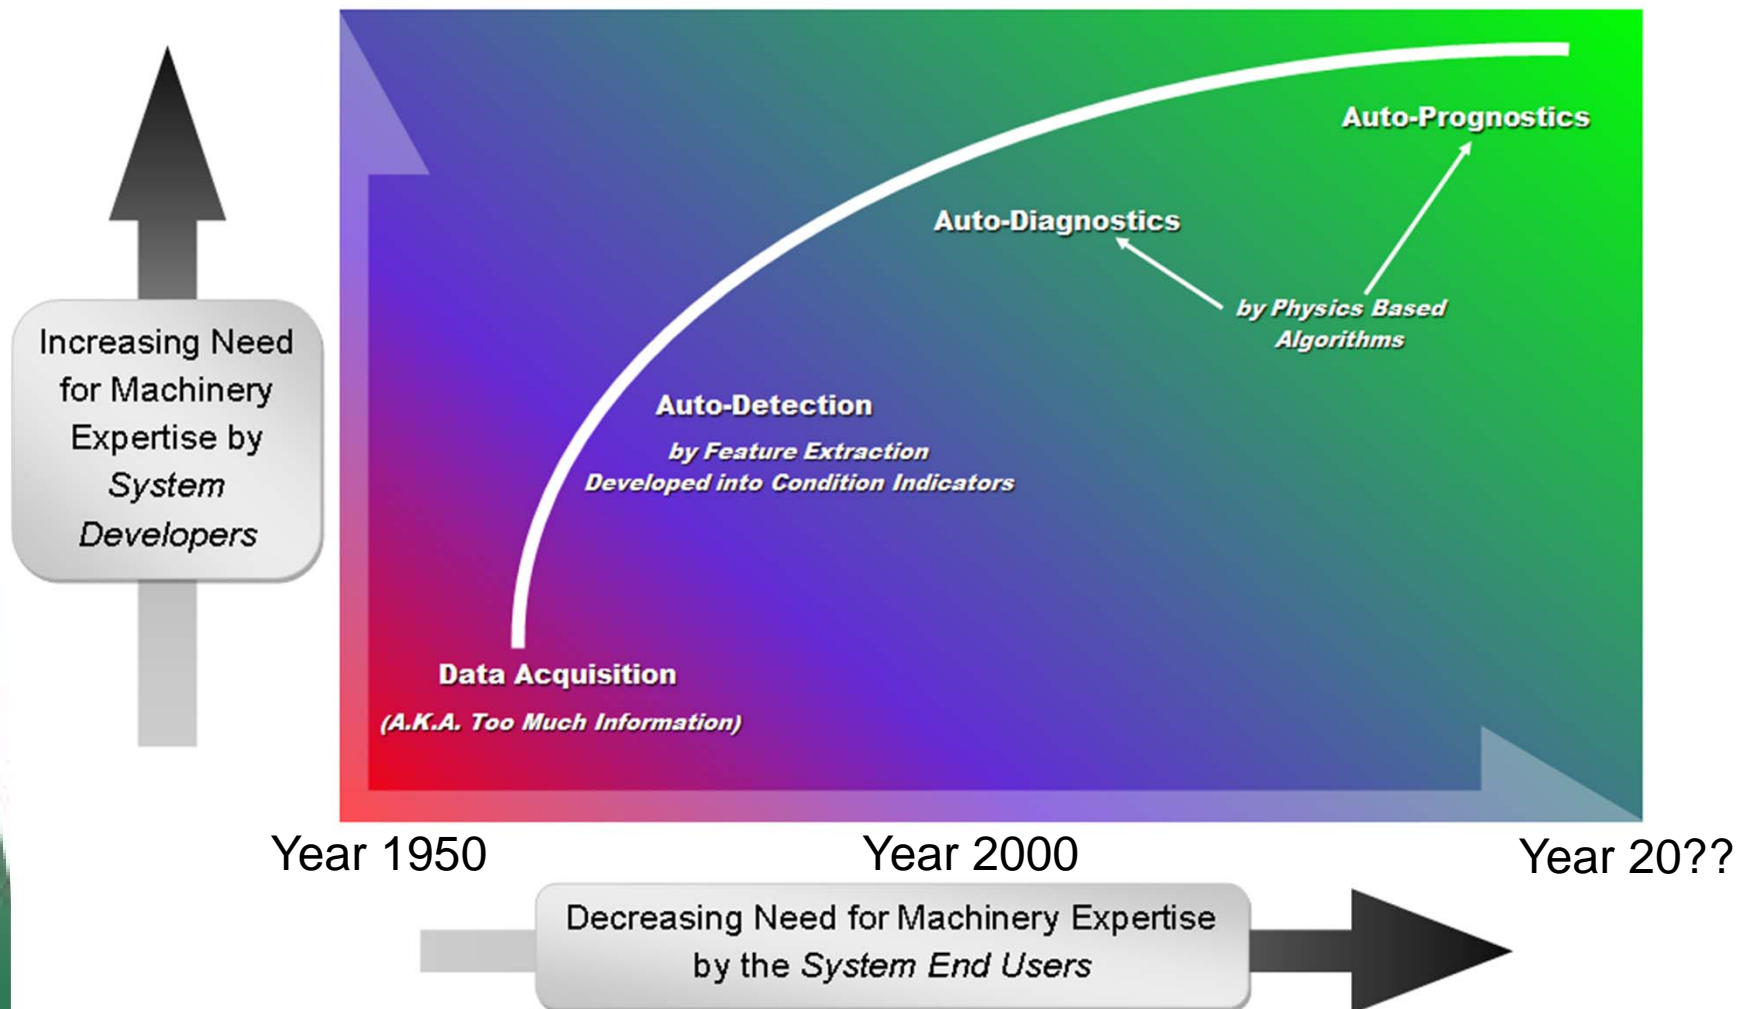 Auto-Prognostics
Auto-Diagnostics
by Physics Based
Algorithms
Increasing Need
for Machinery
Expertise by
System
Developers
Auto-Detection
by Feature Extraction
Developed into Condition Indicators
Data Acquisition
(A.K.A. Too Much Information)
Year 1950
Year 2000
Year 20??
Decreasing Need for Machinery Expertise
by the System End Users